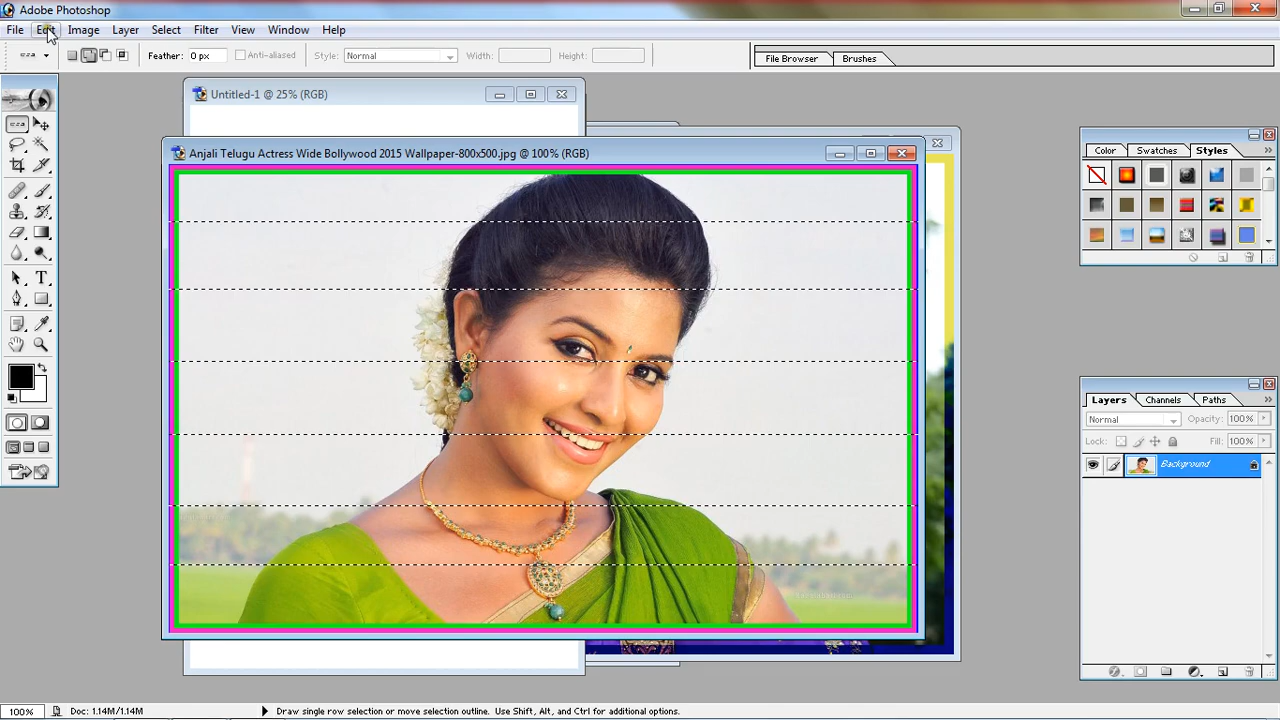 Adobe Photoshop
File Edit Image Layer Select Filter View Window Help
Feather: 0 px Anti-aliased Style: Normal Width: Height: File Browser Brushes
Untitled-1 @ 25% (RGB)
Anjali Telugu Actress Wide Bollywood 2015 Wallpaper-800x500.jpg @ 100% (RGB)
Color Swatches Styles
Layers Channels Paths
Normal Opacity: 100%
Lock: Fill: 100%
Background
100% Doc: 1.14M/1.14M Draw single row selection or move selection outline. Use Shift, Alt, and Ctrl for additional options.